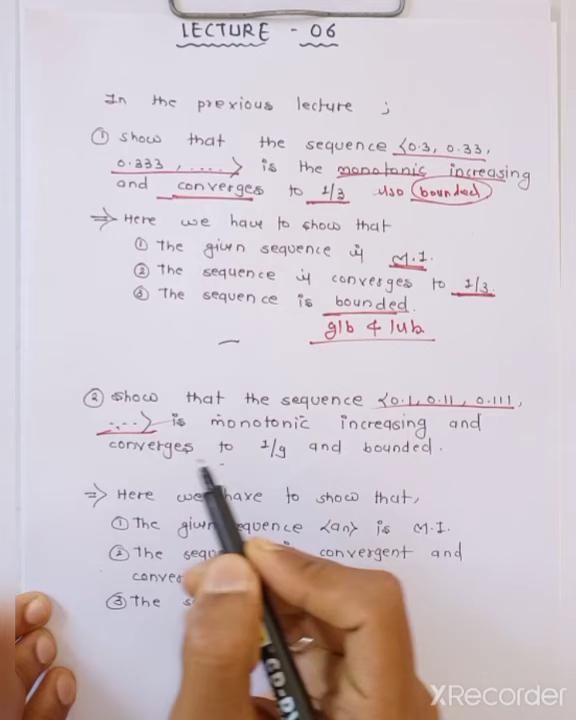 LECTURE - 06
In the previous lecture ;
① Show that the sequence <0.3, 0.33,
0.333, ....> is the monotonic increasing
and converges to 1/3 also bounded
⇒ Here we have to show that
① The given sequence is M.I.
② The sequence is converges to 1/3.
③ The sequence is bounded.
glb & lub
② Show that the sequence <0.1, 0.11, 0.111,
....> is monotonic increasing and
converges to 1/9 and bounded.
⇒ Here we have to show that,
① The given sequence <an> is M.I.
② The sequ convergent and
conve
③ The s
XRecorder